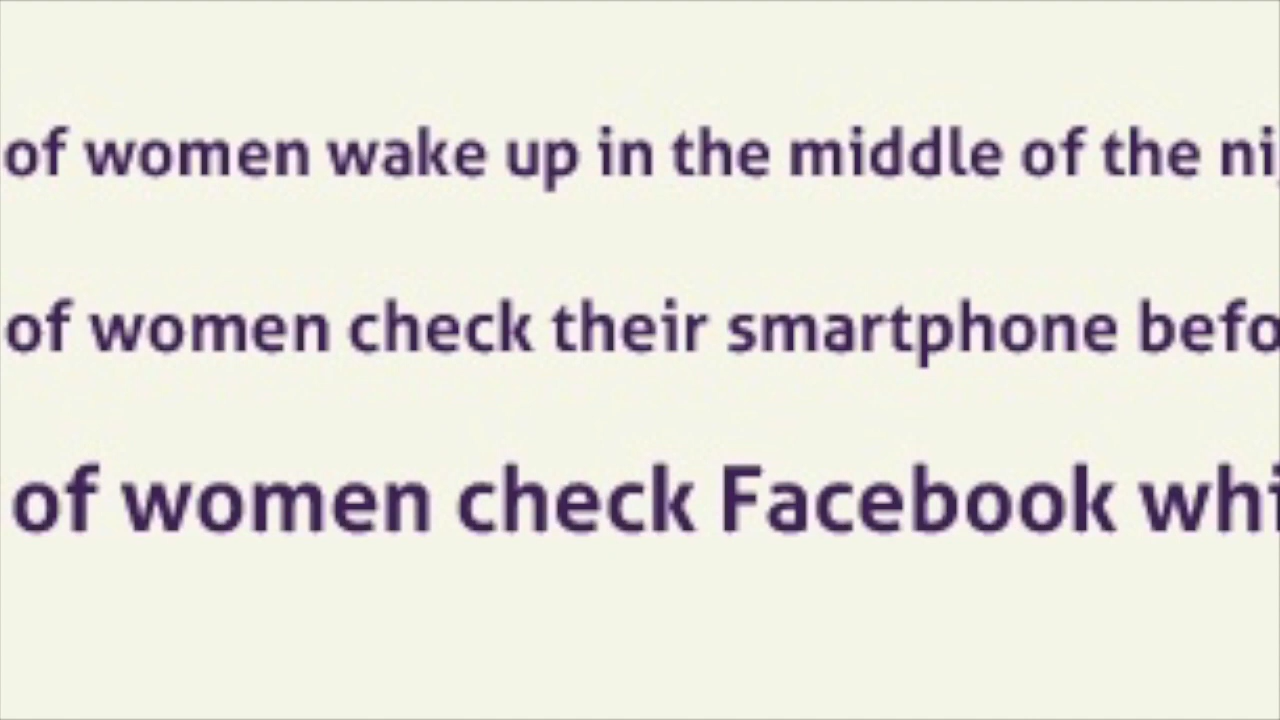 of women wake up in the middle of the ni
of women check their smartphone befo
of women check Facebook whi